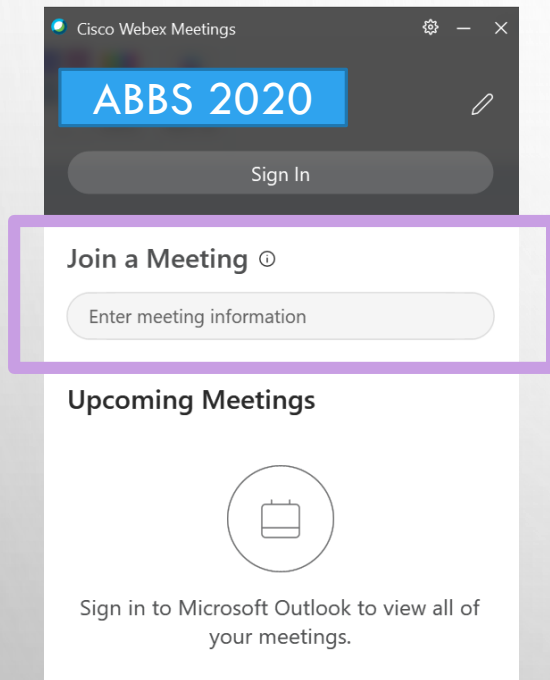 Cisco Webex Meetings
ABBS 2020
Sign In
Join a Meeting
Enter meeting information
Upcoming Meetings
Sign in to Microsoft Outlook to view all of
your meetings.